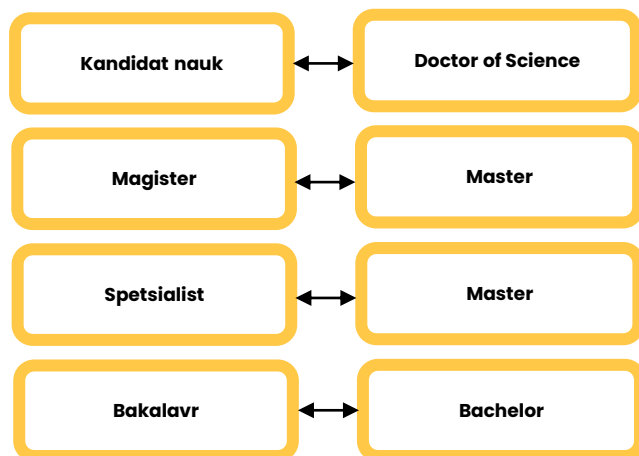 Kandidat nauk
Doctor of Science
Magister
Master
Spetsialist
Master
Bakalavr
Bachelor